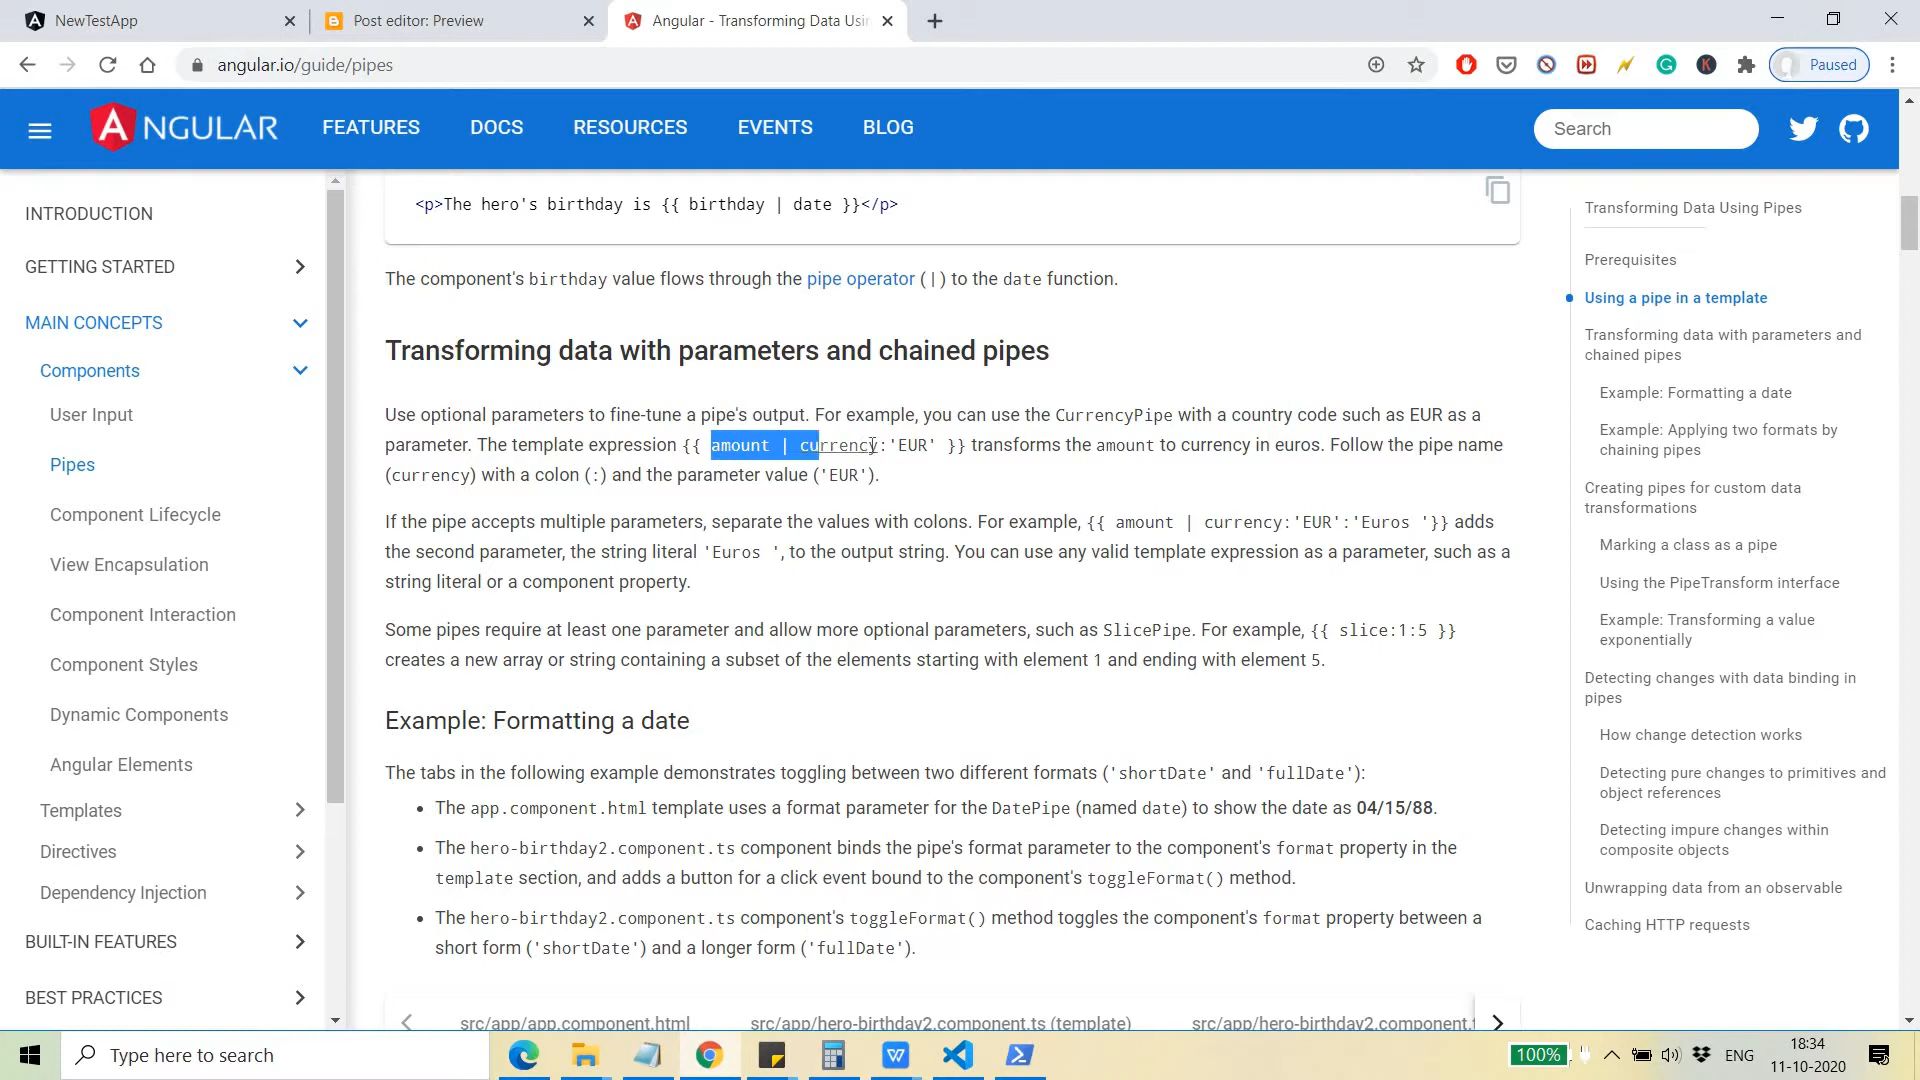 NewTestApp
Post editor: Preview
Angular - Transforming Data Usin
angular.io/guide/pipes
Paused
NGULAR
FEATURES
DOCS
RESOURCES
EVENTS
BLOG
Search
INTRODUCTION
GETTING STARTED
MAIN CONCEPTS
Components
User Input
Pipes
Component Lifecycle
View Encapsulation
Component Interaction
Component Styles
Dynamic Components
Angular Elements
Templates
Directives
Dependency Injection
BUILT-IN FEATURES
BEST PRACTICES
<p>The hero's birthday is {{ birthday | date }}</p>
The component's birthday value flows through the pipe operator (|) to the date function.
Transforming data with parameters and chained pipes
Use optional parameters to fine-tune a pipe's output. For example, you can use the CurrencyPipe with a country code such as EUR as a
parameter. The template expression {{ amount | currency:'EUR' }} transforms the amount to currency in euros. Follow the pipe name
(currency) with a colon (:) and the parameter value ('EUR').
If the pipe accepts multiple parameters, separate the values with colons. For example, {{ amount | currency:'EUR':'Euros '}} adds
the second parameter, the string literal 'Euros ', to the output string. You can use any valid template expression as a parameter, such as a
string literal or a component property.
Some pipes require at least one parameter and allow more optional parameters, such as SlicePipe. For example, {{ slice:1:5 }}
creates a new array or string containing a subset of the elements starting with element 1 and ending with element 5.
Example: Formatting a date
The tabs in the following example demonstrates toggling between two different formats ('shortDate' and 'fullDate'):
• The app.component.html template uses a format parameter for the DatePipe (named date) to show the date as 04/15/88.
• The hero-birthday2.component.ts component binds the pipe's format parameter to the component's format property in the
template section, and adds a button for a click event bound to the component's toggleFormat() method.
• The hero-birthday2.component.ts component's toggleFormat() method toggles the component's format property between a
short form ('shortDate') and a longer form ('fullDate').
src/app/app.component.html
src/app/hero-birthday2.component.ts (template)
src/app/hero-birthday2.component.t
Transforming Data Using Pipes
Prerequisites
Using a pipe in a template
Transforming data with parameters and
chained pipes
Example: Formatting a date
Example: Applying two formats by
chaining pipes
Creating pipes for custom data
transformations
Marking a class as a pipe
Using the PipeTransform interface
Example: Transforming a value
exponentially
Detecting changes with data binding in
pipes
How change detection works
Detecting pure changes to primitives and
object references
Detecting impure changes within
composite objects
Unwrapping data from an observable
Caching HTTP requests
Type here to search
100%
ENG
18:34
11-10-2020